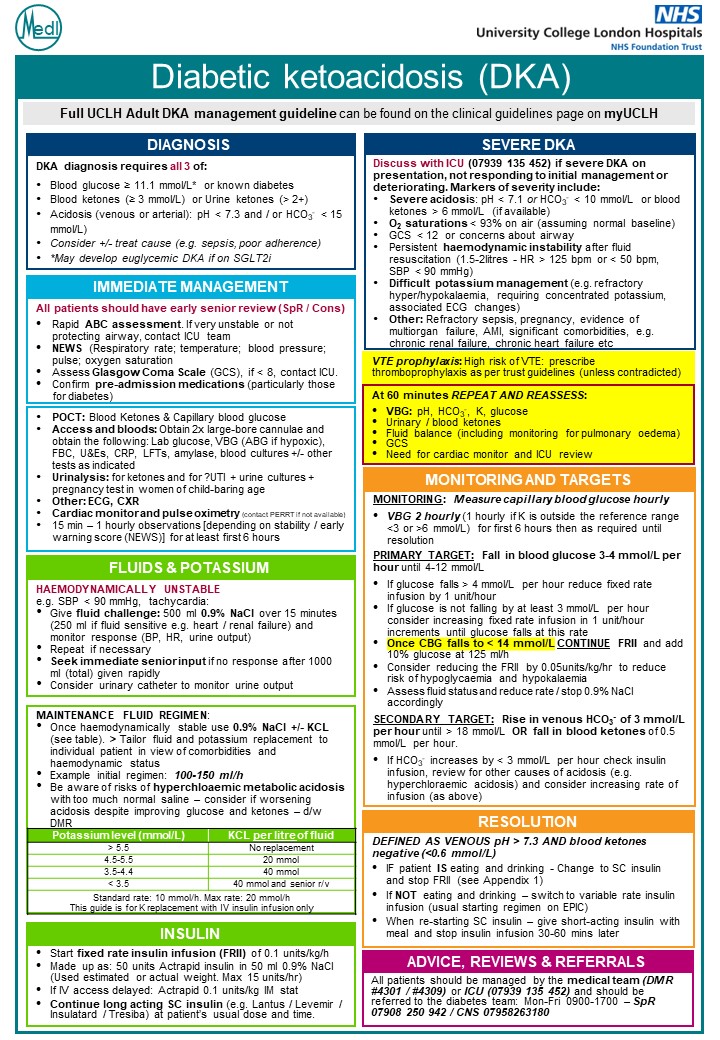 MedI
NHS
University College London Hospitals
NHS Foundation Trust
Diabetic ketoacidosis (DKA)
Full UCLH Adult DKA management guideline can be found on the clinical guidelines page on myUCLH
DIAGNOSIS
DKA diagnosis requires all 3 of:
• Blood glucose ≥ 11.1 mmol/L* or known diabetes
• Blood ketones (≥ 3 mmol/L) or Urine ketones (> 2+)
• Acidosis (venous or arterial): pH < 7.3 and / or HCO₃⁻ < 15
mmol/L)
• Consider +/- treat cause (e.g. sepsis, poor adherence)
• *May develop euglycemic DKA if on SGLT2i
IMMEDIATE MANAGEMENT
All patients should have early senior review (SpR / Cons)
• Rapid ABC assessment. If very unstable or not
protecting airway, contact ICU team
• NEWS (Respiratory rate; temperature; blood pressure;
pulse; oxygen saturation
• Assess Glasgow Coma Scale (GCS), if < 8, contact ICU.
• Confirm pre-admission medications (particularly those
for diabetes)
• POCT: Blood Ketones & Capillary blood glucose
• Access and bloods: Obtain 2x large-bore cannulae and
obtain the following: Lab glucose, VBG (ABG if hypoxic),
FBC, U&Es, CRP, LFTs, amylase, blood cultures +/- other
tests as indicated
• Urinalysis: for ketones and for ?UTI + urine cultures +
pregnancy test in women of child-baring age
• Other: ECG, CXR
• Cardiac monitor and pulse oximetry (contact PERRT if not available)
• 15 min – 1 hourly observations [depending on stability / early
warning score (NEWS)] for at least first 6 hours
FLUIDS & POTASSIUM
HAEMODYNAMICALLY UNSTABLE
e.g. SBP < 90 mmHg, tachycardia:
• Give fluid challenge: 500 ml 0.9% NaCl over 15 minutes
(250 ml if fluid sensitive e.g. heart / renal failure) and
monitor response (BP, HR, urine output)
• Repeat if necessary
• Seek immediate senior input if no response after 1000
ml (total) given rapidly
• Consider urinary catheter to monitor urine output
MAINTENANCE FLUID REGIMEN:
• Once haemodynamically stable use 0.9% NaCl +/- KCL
(see table). > Tailor fluid and potassium replacement to
individual patient in view of comorbidities and
haemodynamic status
• Example initial regimen: 100-150 ml/h
• Be aware of risks of hyperchloaemic metabolic acidosis
with too much normal saline – consider if worsening
acidosis despite improving glucose and ketones – d/w
DMR
Potassium level (mmol/L) KCL per litre of fluid
> 5.5 No replacement
4.5-5.5 20 mmol
3.5-4.4 40 mmol
< 3.5 40 mmol and senior r/v
Standard rate: 10 mmol/h. Max rate: 20 mmol/h
This guide is for K replacement with IV insulin infusion only
INSULIN
• Start fixed rate insulin infusion (FRII) of 0.1 units/kg/h
• Made up as: 50 units Actrapid insulin in 50 ml 0.9% NaCl
(Used estimated or actual weight. Max 15 units/hr)
• If IV access delayed: Actrapid 0.1 units/kg IM stat
• Continue long acting SC insulin (e.g. Lantus / Levemir /
Insulatard / Tresiba) at patient's usual dose and time.
SEVERE DKA
Discuss with ICU (07939 135 452) if severe DKA on
presentation, not responding to initial management or
deteriorating. Markers of severity include:
• Severe acidosis: pH < 7.1 or HCO₃⁻ < 10 mmol/L or blood
ketones > 6 mmol/L (if available)
• O₂ saturations < 93% on air (assuming normal baseline)
• GCS < 12 or concerns about airway
• Persistent haemodynamic instability after fluid
resuscitation (1.5-2litres - HR > 125 bpm or < 50 bpm,
SBP < 90 mmHg)
• Difficult potassium management (e.g. refractory
hyper/hypokalaemia, requiring concentrated potassium,
associated ECG changes)
• Other: Refractory sepsis, pregnancy, evidence of
multiorgan failure, AMI, significant comorbidities, e.g.
chronic renal failure, chronic heart failure etc
VTE prophylaxis: High risk of VTE: prescribe
thromboprophylaxis as per trust guidelines (unless contradicted)
At 60 minutes REPEAT AND REASSESS:
• VBG: pH, HCO₃⁻, K, glucose
• Urinary / blood ketones
• Fluid balance (including monitoring for pulmonary oedema)
• GCS
• Need for cardiac monitor and ICU review
MONITORING AND TARGETS
MONITORING: Measure capillary blood glucose hourly
• VBG 2 hourly (1 hourly if K is outside the reference range
<3 or >6 mmol/L) for first 6 hours then as required until
resolution
PRIMARY TARGET: Fall in blood glucose 3-4 mmol/L per
hour until 4-12 mmol/L
• If glucose falls > 4 mmol/L per hour reduce fixed rate
infusion by 1 unit/hour
• If glucose is not falling by at least 3 mmol/L per hour
consider increasing fixed rate infusion in 1 unit/hour
increments until glucose falls at this rate
• Once CBG falls to < 14 mmol/L CONTINUE FRII and add
10% glucose at 125 ml/h
• Consider reducing the FRII by 0.05units/kg/hr to reduce
risk of hypoglycaemia and hypokalaemia
• Assess fluid status and reduce rate / stop 0.9% NaCl
accordingly
SECONDARY TARGET: Rise in venous HCO₃⁻ of 3 mmol/L
per hour until > 18 mmol/L OR fall in blood ketones of 0.5
mmol/L per hour.
• If HCO₃⁻ increases by < 3 mmol/L per hour check insulin
infusion, review for other causes of acidosis (e.g.
hyperchloraemic acidosis) and consider increasing rate of
infusion (as above)
RESOLUTION
DEFINED AS VENOUS pH > 7.3 AND blood ketones
negative (<0.6 mmol/L)
• IF patient IS eating and drinking - Change to SC insulin
and stop FRII (see Appendix 1)
• If NOT eating and drinking – switch to variable rate insulin
infusion (usual starting regimen on EPIC)
• When re-starting SC insulin – give short-acting insulin with
meal and stop insulin infusion 30-60 mins later
ADVICE, REVIEWS & REFERRALS
All patients should be managed by the medical team (DMR
#4301 / #4309) or ICU (07939 135 452) and should be
referred to the diabetes team: Mon-Fri 0900-1700 – SpR
07908 250 942 / CNS 07958263180